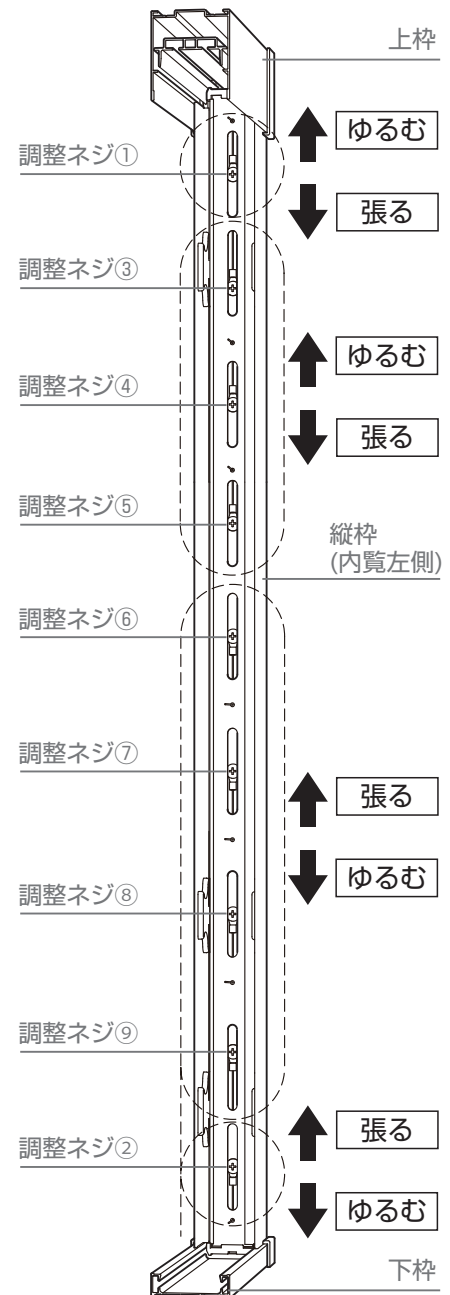 上枠
ゆるむ
調整ネジ①
張る
調整ネジ③
ゆるむ
調整ネジ④
張る
調整ネジ⑤
縦枠
(内覧左側)
調整ネジ⑥
調整ネジ⑦
張る
ゆるむ
調整ネジ⑧
調整ネジ⑨
張る
調整ネジ②
ゆるむ
下枠